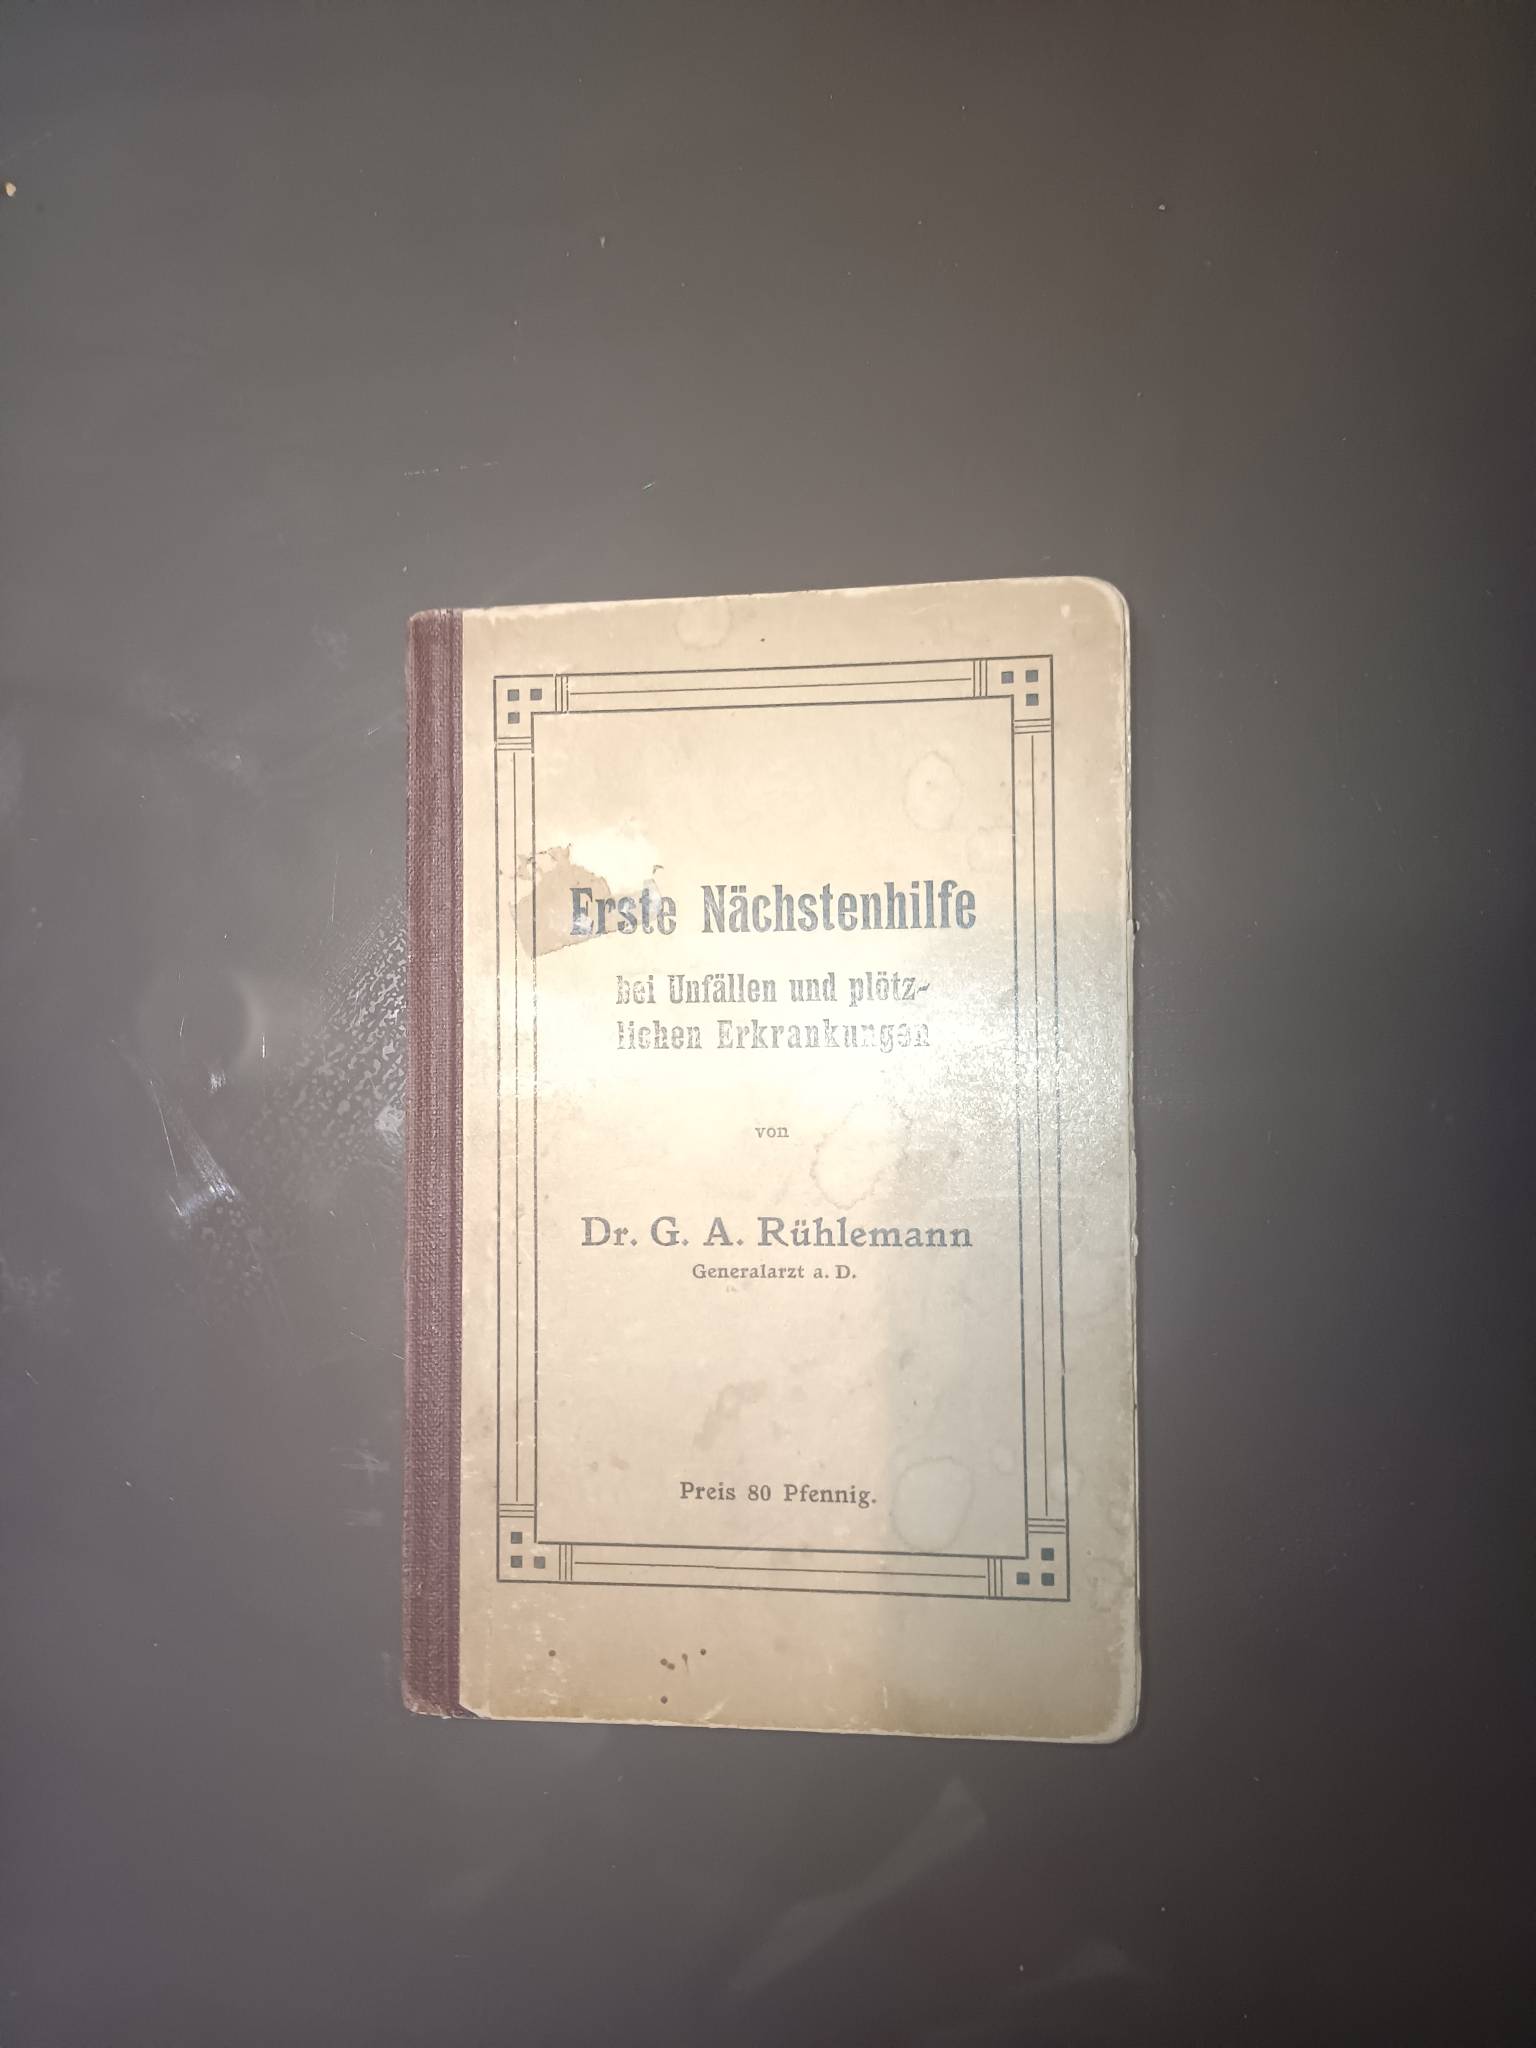 Erste Nächstenhilfe
bei Unfällen und plötz-
lichen Erkrankungen
von
Dr. G. A. Rühlemann
Generalarzt a. D.
Preis 80 Pfennig.